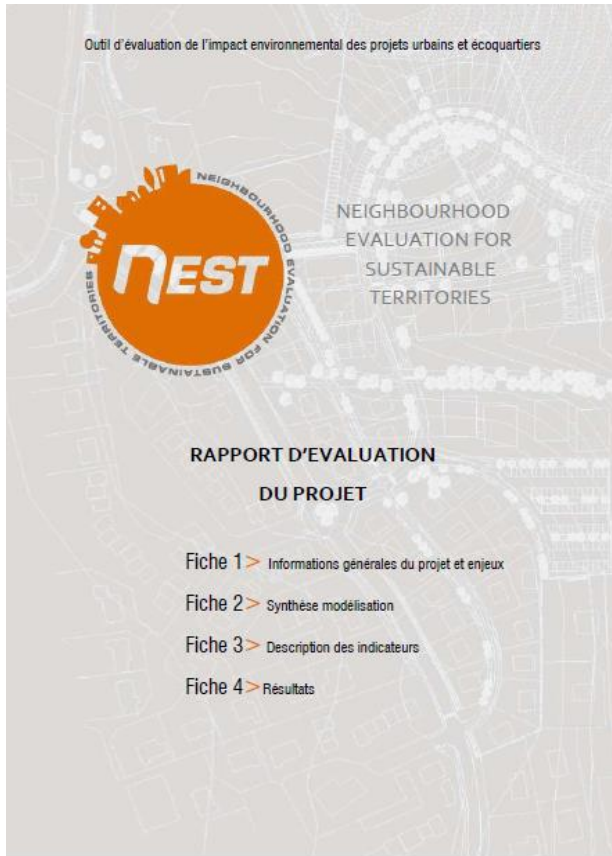 Outil d'évaluation de l'impact environnemental des projets urbains et écoquartiers
NEIGHBOURHOOD EVALUATION FOR SUSTAINABLE TERRITORIES
nEST
NEIGHBOURHOOD
EVALUATION FOR
SUSTAINABLE
TERRITORIES
RAPPORT D'EVALUATION
DU PROJET
Fiche 1> Informations générales du projet et enjeux
Fiche 2> Synthèse modélisation
Fiche 3> Description des indicateurs
Fiche 4>Résultats